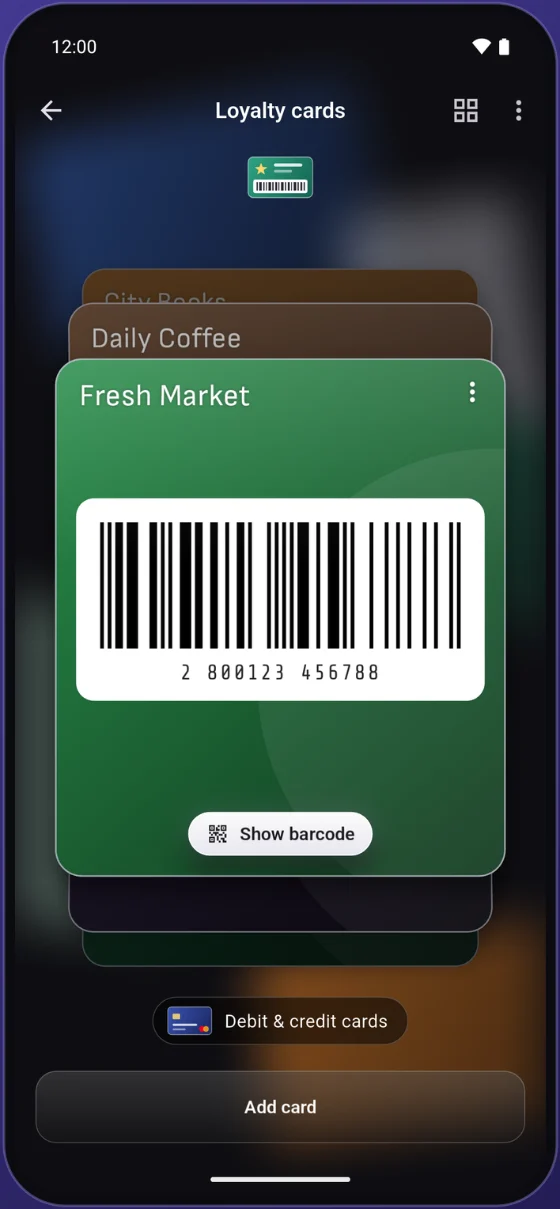 12:00
Loyalty cards
City Books
Daily Coffee
Fresh Market
2 800123 456788
Show barcode
Debit & credit cards
Add card